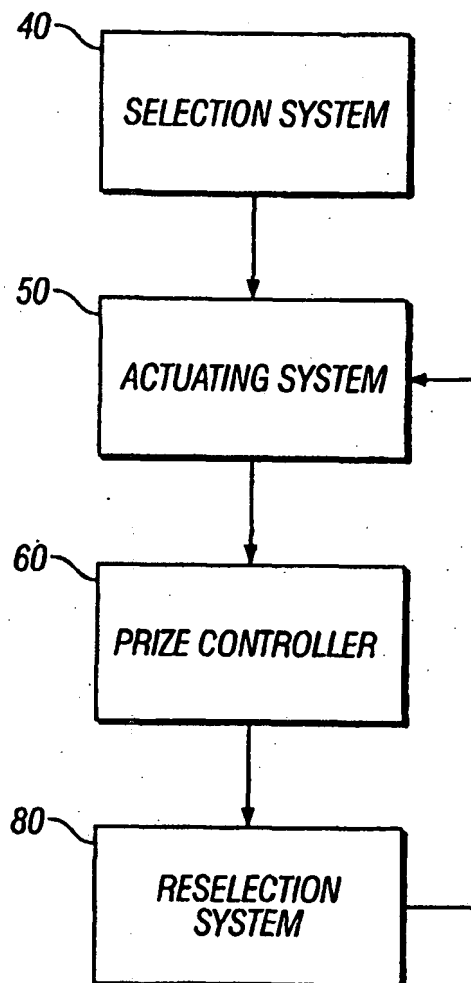 40
SELECTION SYSTEM
50
ACTUATING SYSTEM
60
PRIZE CONTROLLER
80
RESELECTION
SYSTEM